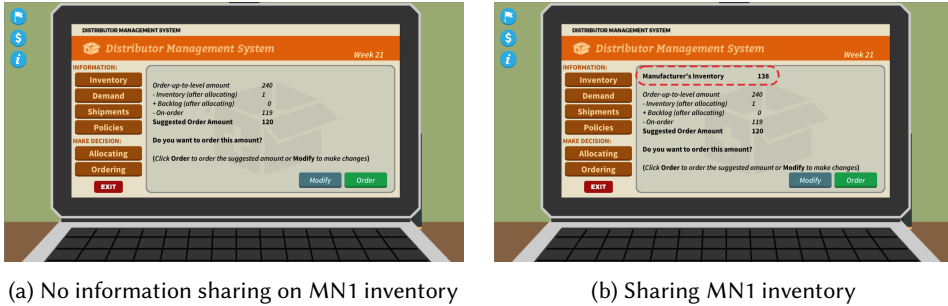 DISTRIBUTOR MANAGEMENT SYSTEM
Distributor Management System
Week 21
INFORMATION:
Inventory
Demand
Shipments
Policies
MAKE DECISION:
Allocating
Ordering
EXIT
Order-up-to-level amount 240
- Inventory (after allocating) 1
+ Backlog (after allocating) 0
- On-order 119
Suggested Order Amount 120
Do you want to order this amount?
(Click Order to order the suggested amount or Modify to make changes)
Modify Order
(a) No information sharing on MN1 inventory
DISTRIBUTOR MANAGEMENT SYSTEM
Distributor Management System
Week 21
INFORMATION:
Inventory
Demand
Shipments
Policies
MAKE DECISION:
Allocating
Ordering
EXIT
Manufacturer's Inventory 138
Order-up-to-level amount 240
- Inventory (after allocating) 1
+ Backlog (after allocating) 0
- On-order 119
Suggested Order Amount 120
Do you want to order this amount?
(Click Order to order the suggested amount or Modify to make changes)
Modify Order
(b) Sharing MN1 inventory